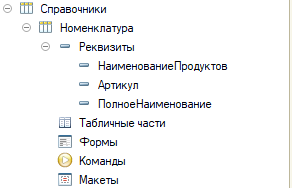 Справочники
Номенклатура
Реквизиты
НаименованиеПродуктов
Артикул
ПолноеНаименование
Табличные части
Формы
Команды
Макеты